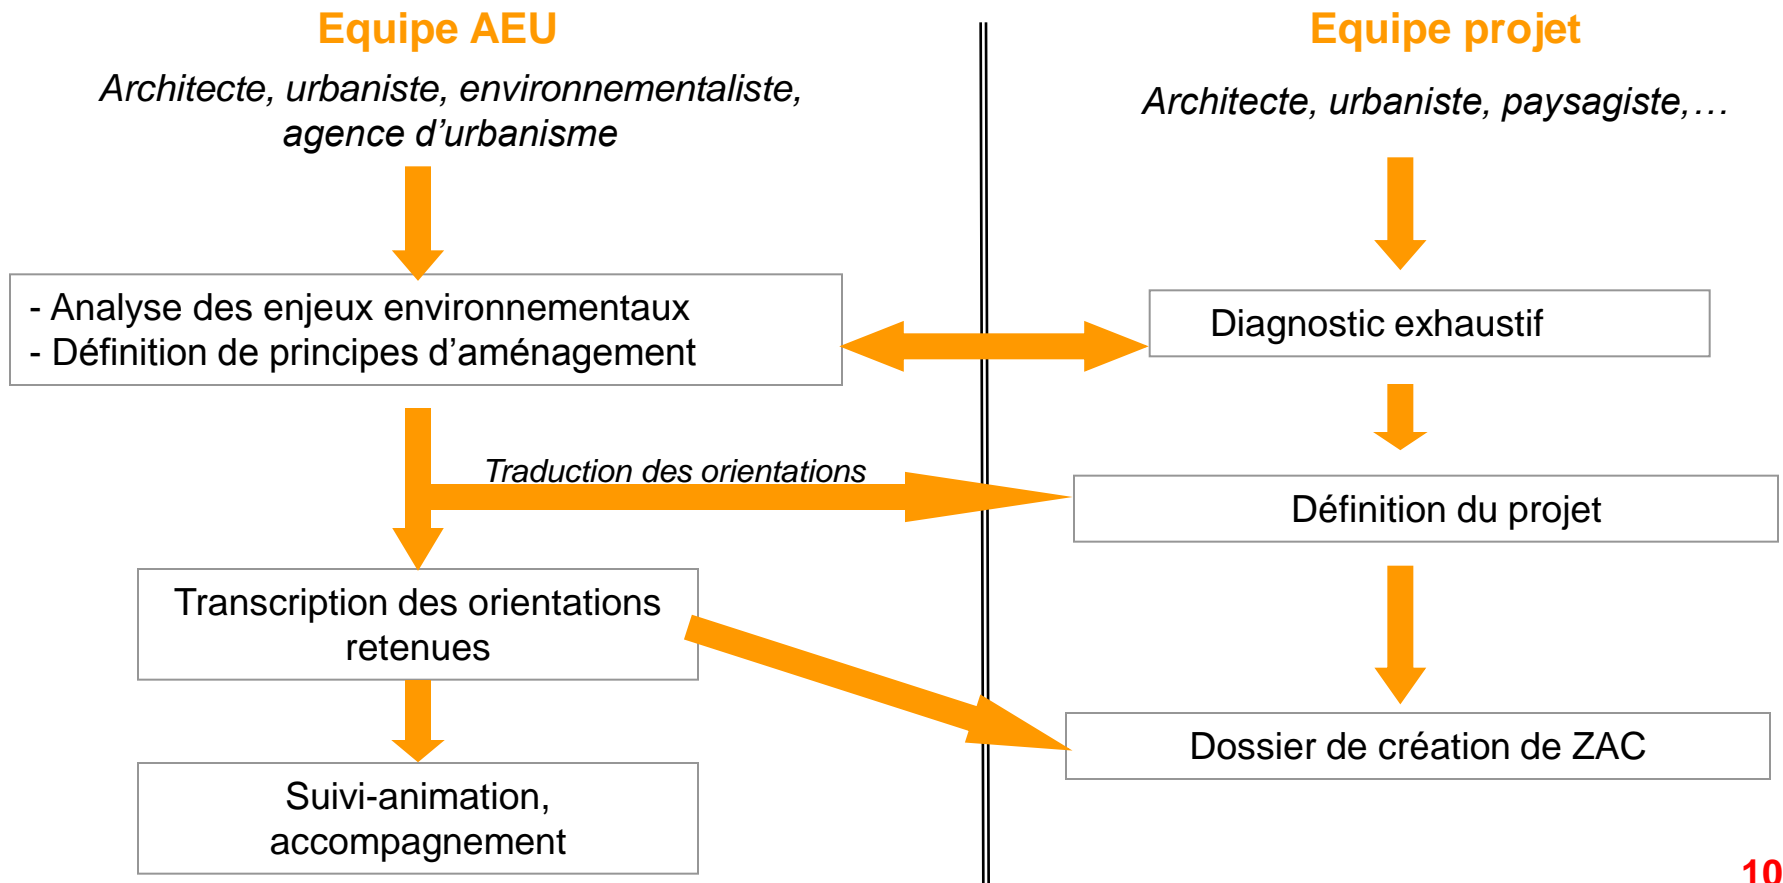 Equipe AEU
Architecte, urbaniste, environnementaliste,
agence d’urbanisme
- Analyse des enjeux environnementaux
- Définition de principes d’aménagement
Traduction des orientations
Transcription des orientations
retenues
Suivi-animation,
accompagnement
Equipe projet
Architecte, urbaniste, paysagiste,…
Diagnostic exhaustif
Définition du projet
Dossier de création de ZAC
10